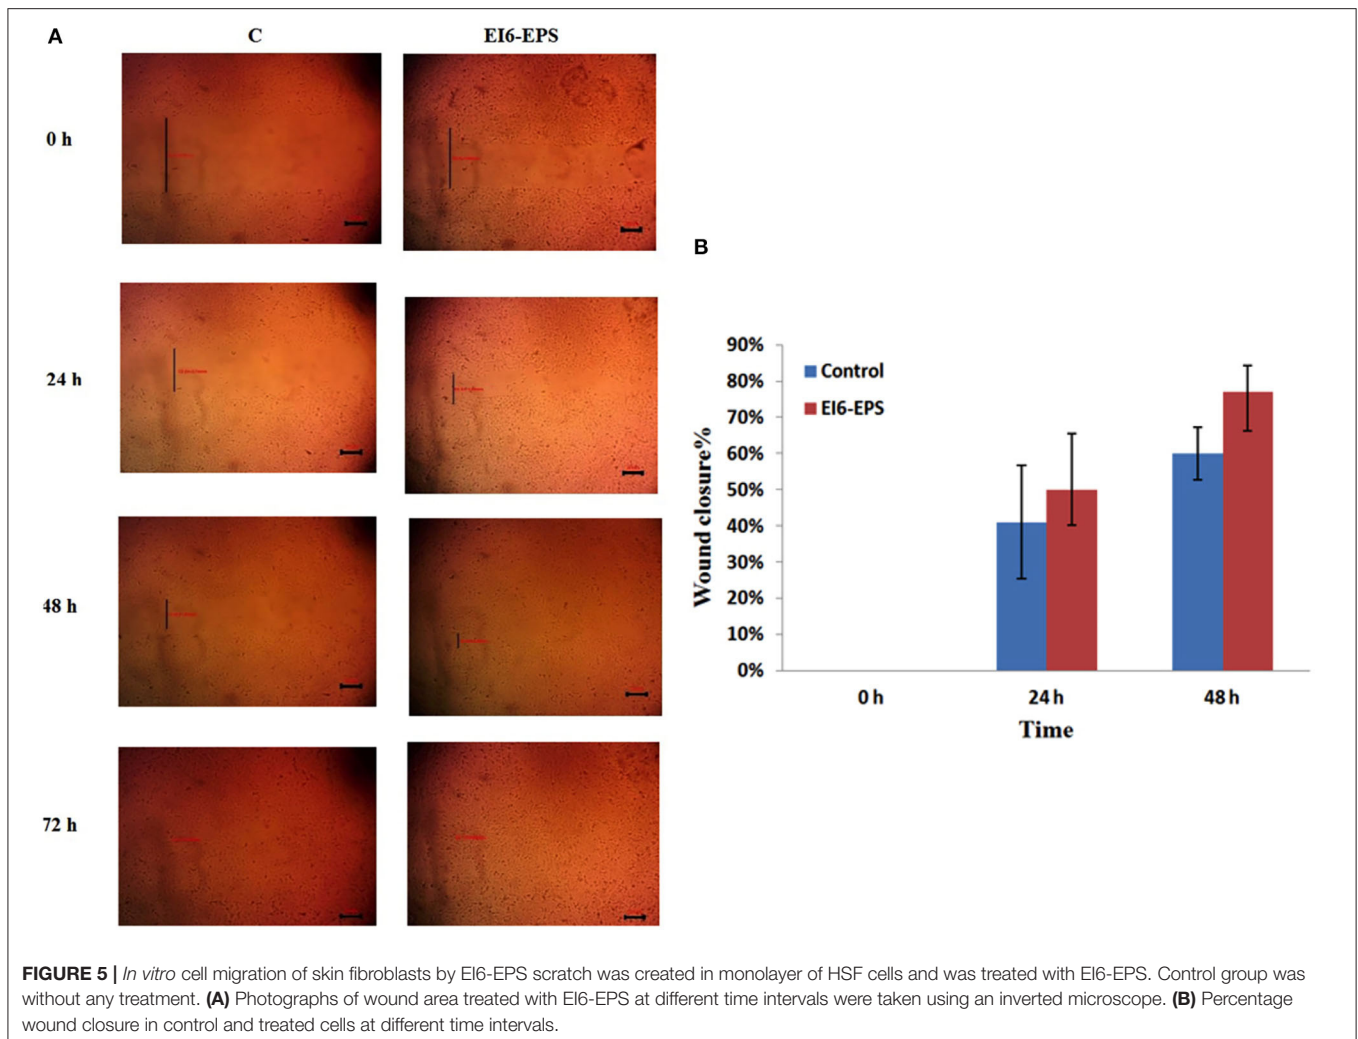 A
C
EI6-EPS
0 h
24 h
48 h
72 h
B
90%
80%
70%
60%
50%
40%
30%
20%
10%
0%
Wound closure%
Control
EI6-EPS
0 h
24 h
48 h
Time
FIGURE 5 | In vitro cell migration of skin fibroblasts by EI6-EPS scratch was created in monolayer of HSF cells and was treated with EI6-EPS. Control group was
without any treatment. (A) Photographs of wound area treated with EI6-EPS at different time intervals were taken using an inverted microscope. (B) Percentage
wound closure in control and treated cells at different time intervals.